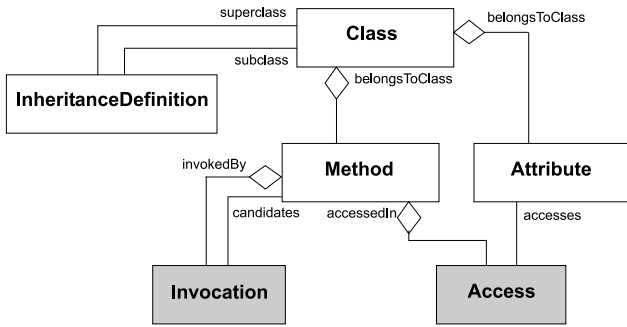 superclass
Class
belongsToClass
subclass
belongsToClass
InheritanceDefinition
invokedBy
Method
Attribute
candidates
accessedIn
accesses
Invocation
Access